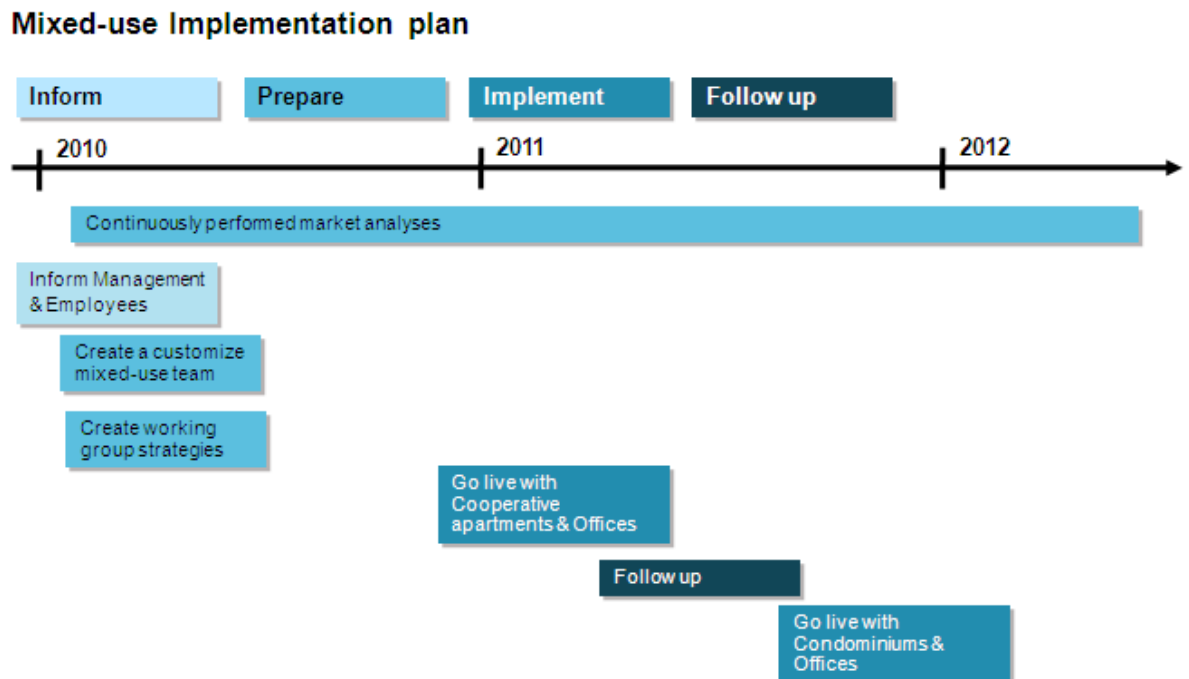 Mixed-use Implementation plan
Inform
Prepare
Implement
Follow up
2010
2011
2012
Continuously performed market analyses
Inform Management
& Employees
Create a customize
mixed-use team
Create working
group strategies
Go live with
Cooperative
apartments & Offices
Follow up
Go live with
Condominiums &
Offices